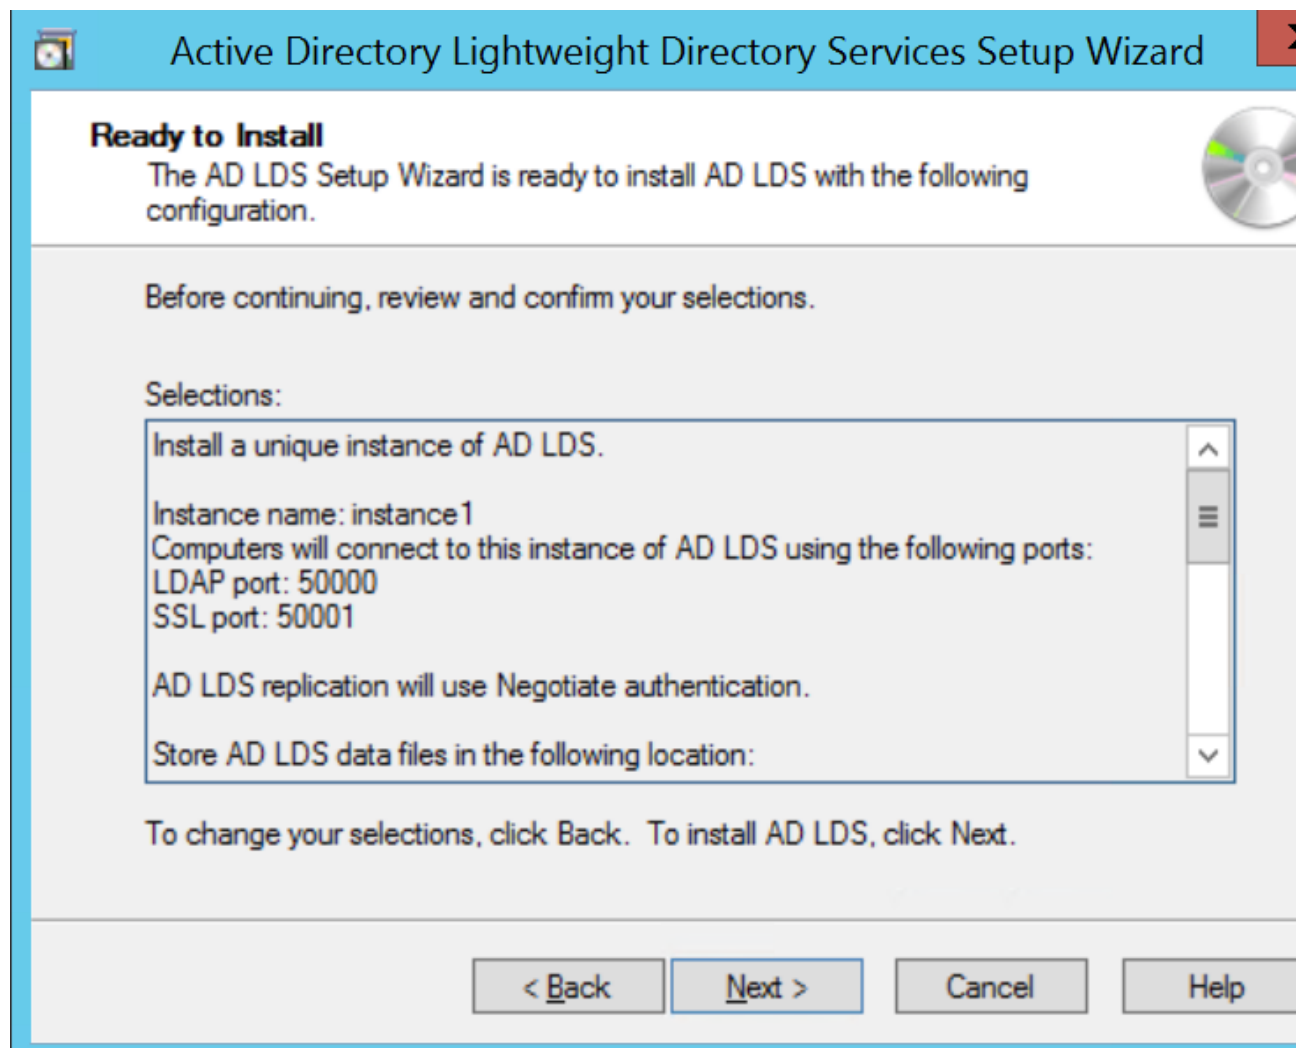 Active Directory Lightweight Directory Services Setup Wizard
Ready to Install
The AD LDS Setup Wizard is ready to install AD LDS with the following
configuration.
Before continuing, review and confirm your selections.
Selections:
Install a unique instance of AD LDS.
Instance name: instance1
Computers will connect to this instance of AD LDS using the following ports:
LDAP port: 50000
SSL port: 50001
AD LDS replication will use Negotiate authentication.
Store AD LDS data files in the following location:
To change your selections, click Back. To install AD LDS, click Next.
< Back
Next >
Cancel
Help